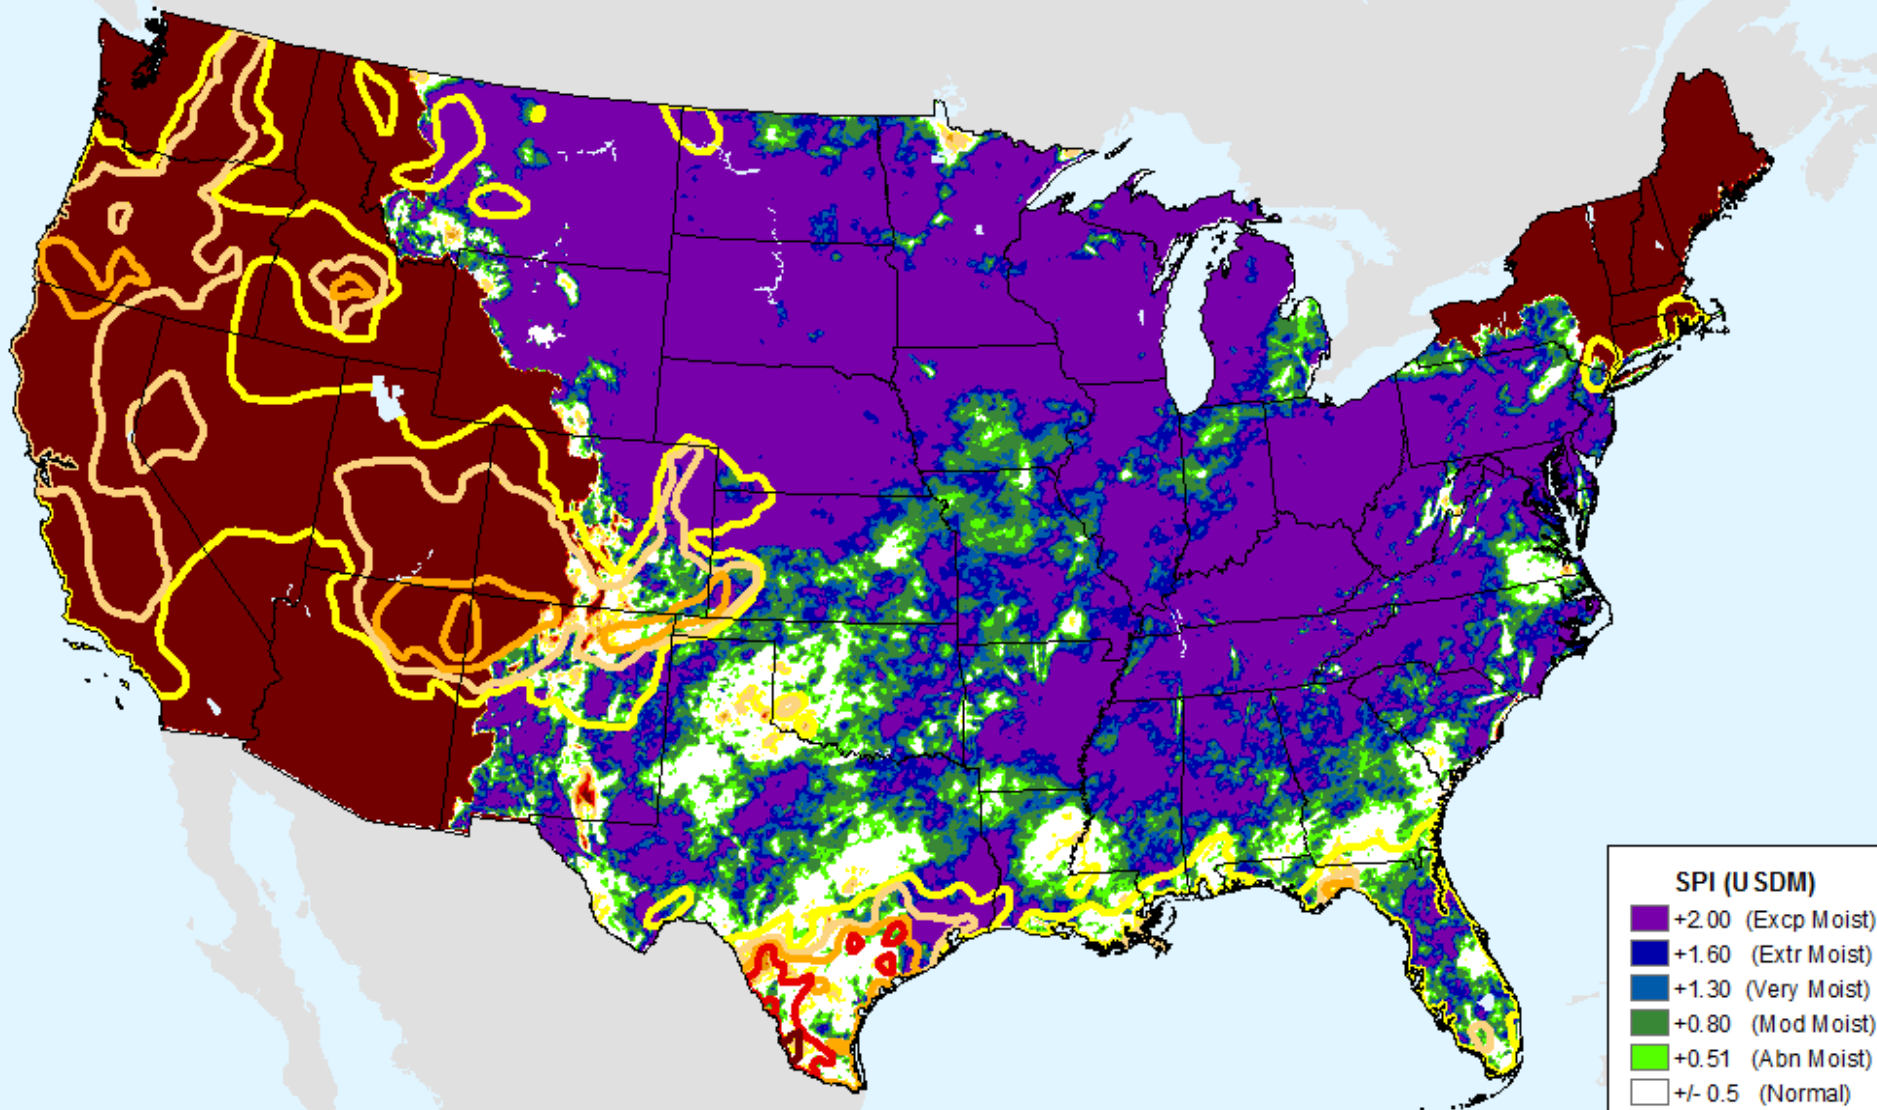 SPI (USDM)
+2.00 (Excp Moist)
+1.60 (Extr Moist)
+1.30 (Very Moist)
+0.80 (Mod Moist)
+0.51 (Abn Moist)
+/- 0.5 (Normal)